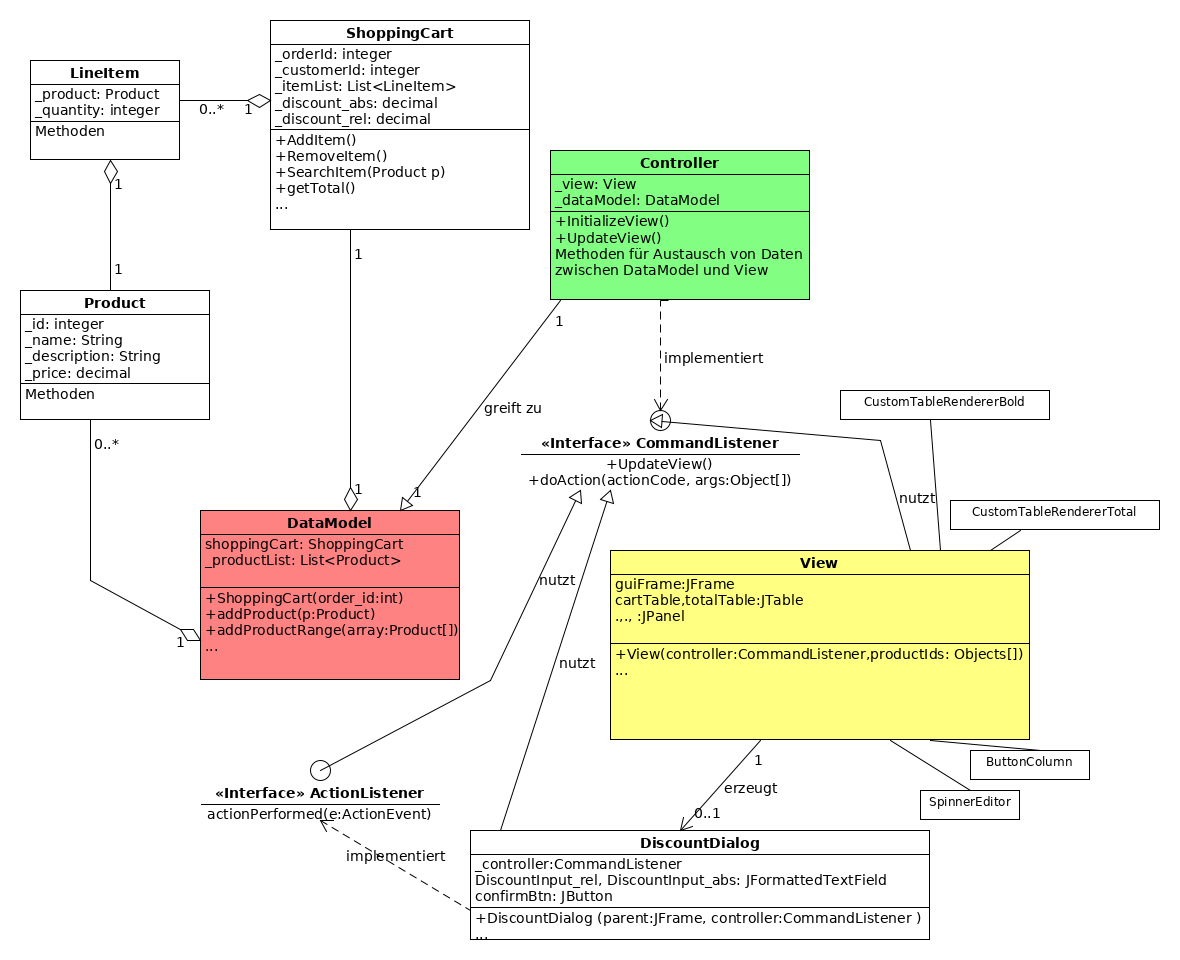 ShoppingCart
_orderId: integer
_customerId: integer
_itemList: List<LineItem>
_discount_abs: decimal
_discount_rel: decimal
+AddItem()
+RemoveItem()
+SearchItem(Product p)
+getTotal()
...
LineItem
_product: Product
_quantity: integer
Methoden
0..*
1
1
1
Product
_id: integer
_name: String
_description: String
_price: decimal
Methoden
0..*
1
1
1
Controller
_view: View
_dataModel: DataModel
+InitializeView()
+UpdateView()
Methoden für Austausch von Daten
zwischen DataModel und View
1
greift zu
1
implementiert
«Interface» CommandListener
+UpdateView()
+doAction(actionCode, args:Object[])
CustomTableRendererBold
nutzt
CustomTableRendererTotal
DataModel
shoppingCart: ShoppingCart
_productList: List<Product>
+ShoppingCart(order_id:int)
+addProduct(p:Product)
+addProductRange(array:Product[])
...
nutzt
nutzt
View
guiFrame:JFrame
cartTable,totalTable:JTable
.,., :JPanel
+View(controller:CommandListener,productIds: Objects[])
...
1
erzeugt
0..1
ButtonColumn
SpinnerEditor
«Interface» ActionListener
actionPerformed(e:ActionEvent)
implementiert
DiscountDialog
_controller:CommandListener
DiscountInput_rel, DiscountInput_abs: JFormattedTextField
confirmBtn: JButton
+DiscountDialog (parent:JFrame, controller:CommandListener )
...